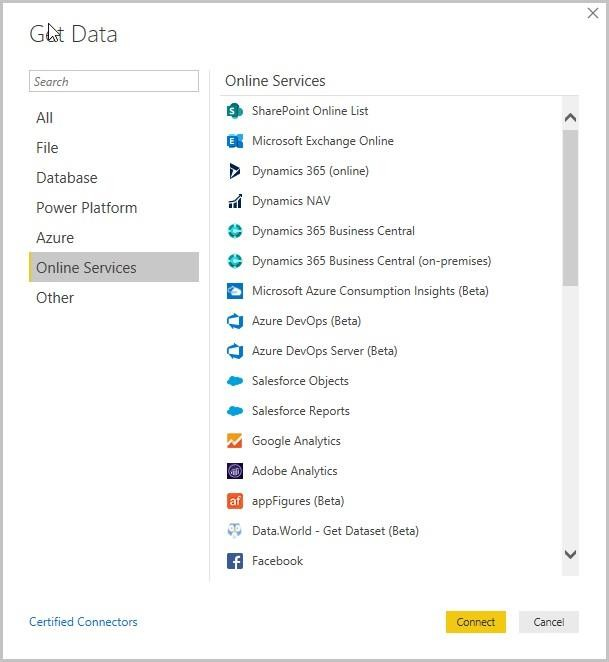 Get Data
Search
All
File
Database
Power Platform
Azure
Online Services
Other
Online Services
SharePoint Online List
Microsoft Exchange Online
Dynamics 365 (online)
Dynamics NAV
Dynamics 365 Business Central
Dynamics 365 Business Central (on-premises)
Microsoft Azure Consumption Insights (Beta)
Azure DevOps (Beta)
Azure DevOps Server (Beta)
Salesforce Objects
Salesforce Reports
Google Analytics
Adobe Analytics
af appFigures (Beta)
Data.World - Get Dataset (Beta)
Facebook
Certified Connectors
Connect
Cancel